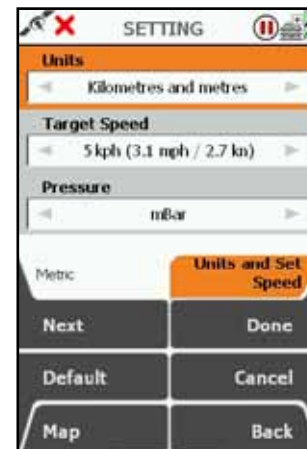 SETTING
Units
Kilometres and metres
Target Speed
5 kph (3.1 mph / 2.7 kn)
Pressure
mBar
Metric
Units and Set
Speed
Next
Done
Default
Cancel
Map
Back